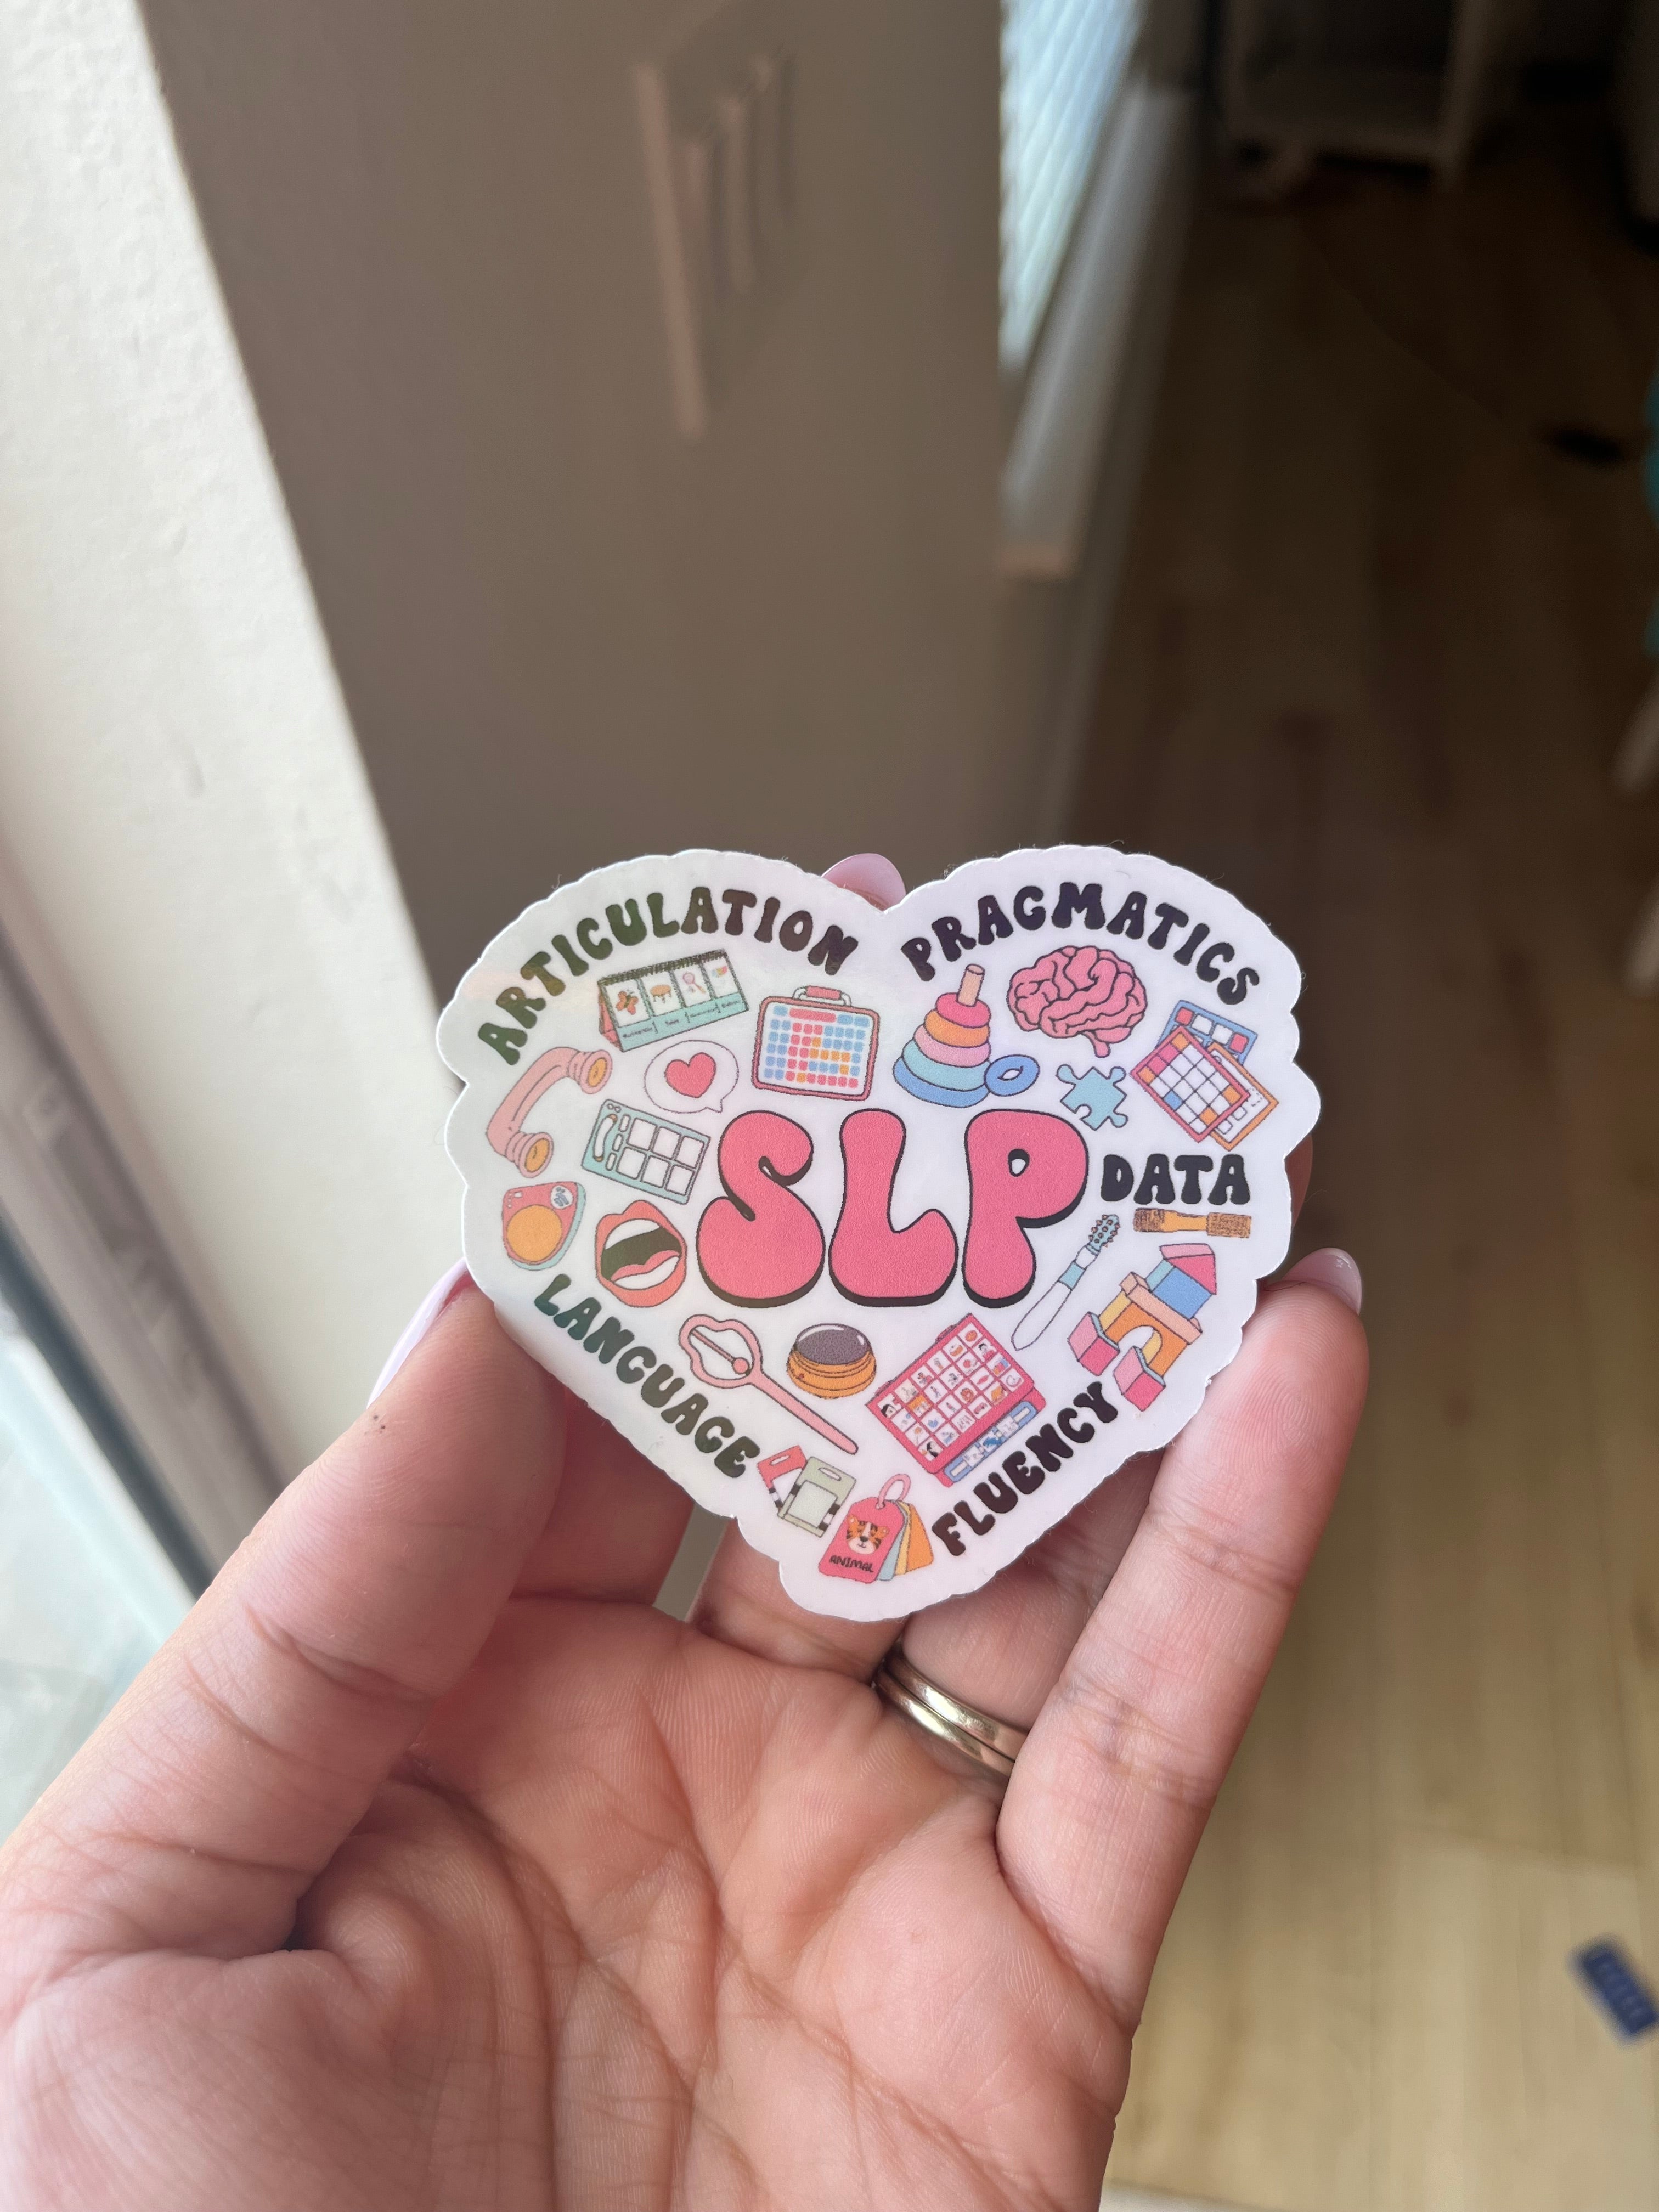 ARTICULATION
PRAGMATICS
SLP
DATA
LANGUAGE
FLUENCY
ANIMAL